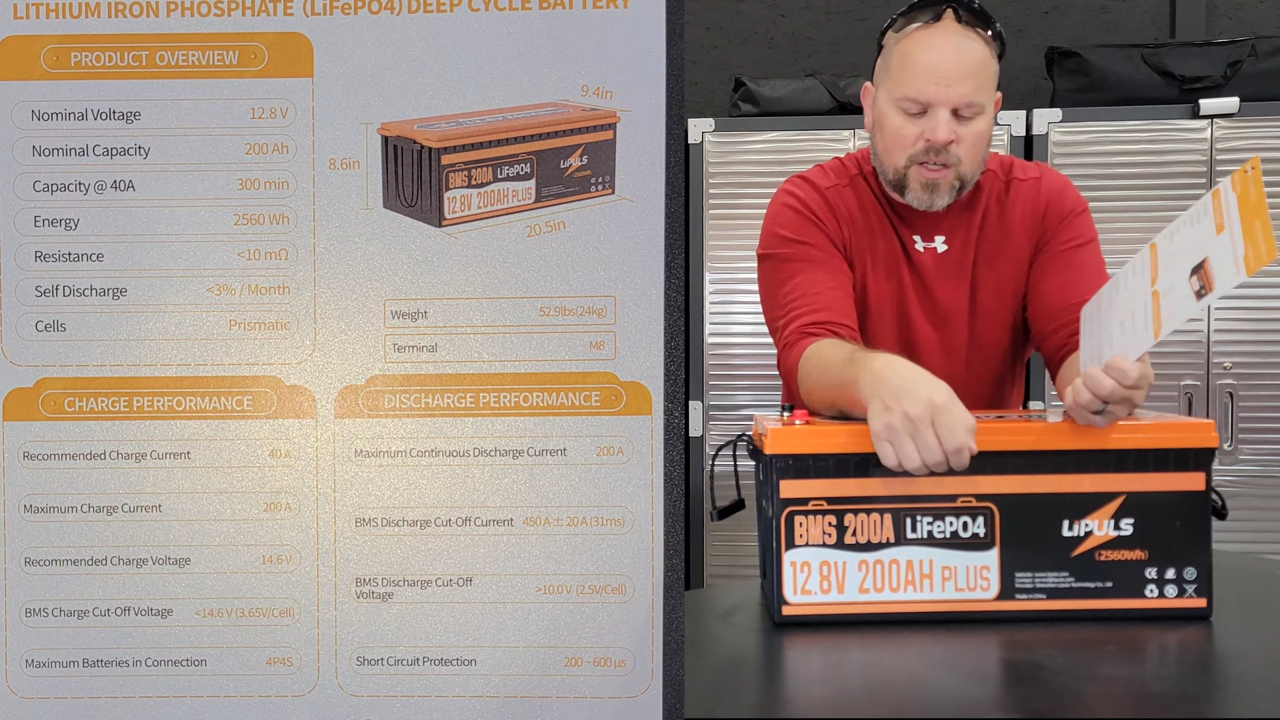 LITHIUM IRON PHOSPHATE (LiFePO4) DEEP CYCLE BATTERY
PRODUCT OVERVIEW
Nominal Voltage 12.8 V
Nominal Capacity 200 Ah
Capacity @ 40A 300 min
Energy 2560 Wh
Resistance <10 mΩ
Self Discharge <3% / Month
Cells Prismatic
9.4in
8.6in
20.5in
BMS 200A LiFePO4
12.8V 200AH PLUS
LiPULS
(2560Wh)
Weight 52.9lbs(24kg)
Terminal M8
CHARGE PERFORMANCE
Recommended Charge Current 40 A
Maximum Charge Current 200 A
Recommended Charge Voltage 14.6 V
BMS Charge Cut-Off Voltage <14.6 V (3.65V/Cell)
Maximum Batteries in Connection 4P4S
DISCHARGE PERFORMANCE
Maximum Continuous Discharge Current 200 A
BMS Discharge Cut-Off Current 450 A ± 20 A (31ms)
BMS Discharge Cut-Off
Voltage >10.0 V (2.5V/Cell)
Short Circuit Protection 200 ~ 600 µs
BMS 200A LiFePO4
12.8V 200AH PLUS
LiPULS
(2560Wh)
Made in China